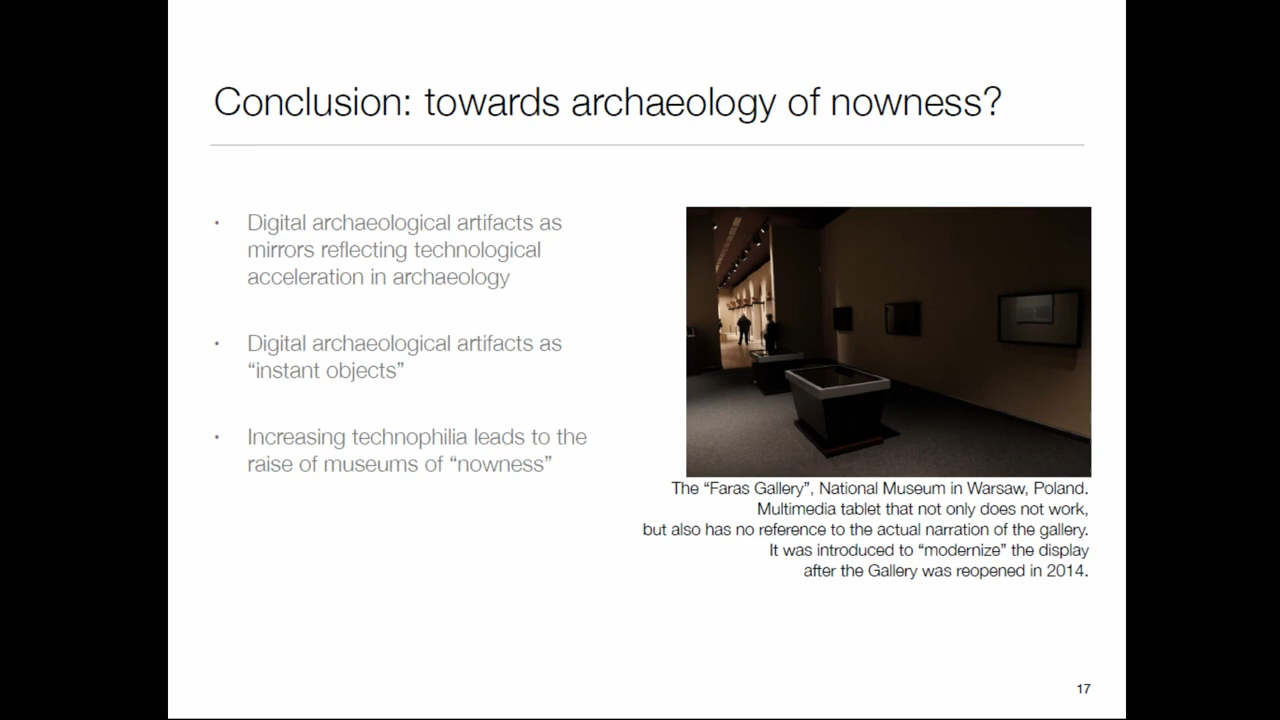 Conclusion: towards archaeology of nowness?
• Digital archaeological artifacts as
mirrors reflecting technological
acceleration in archaeology
• Digital archaeological artifacts as
“instant objects”
• Increasing technophilia leads to the
raise of museums of “nowness”
The “Faras Gallery”, National Museum in Warsaw, Poland.
Multimedia tablet that not only does not work,
but also has no reference to the actual narration of the gallery.
It was introduced to “modernize” the display
after the Gallery was reopened in 2014.
17